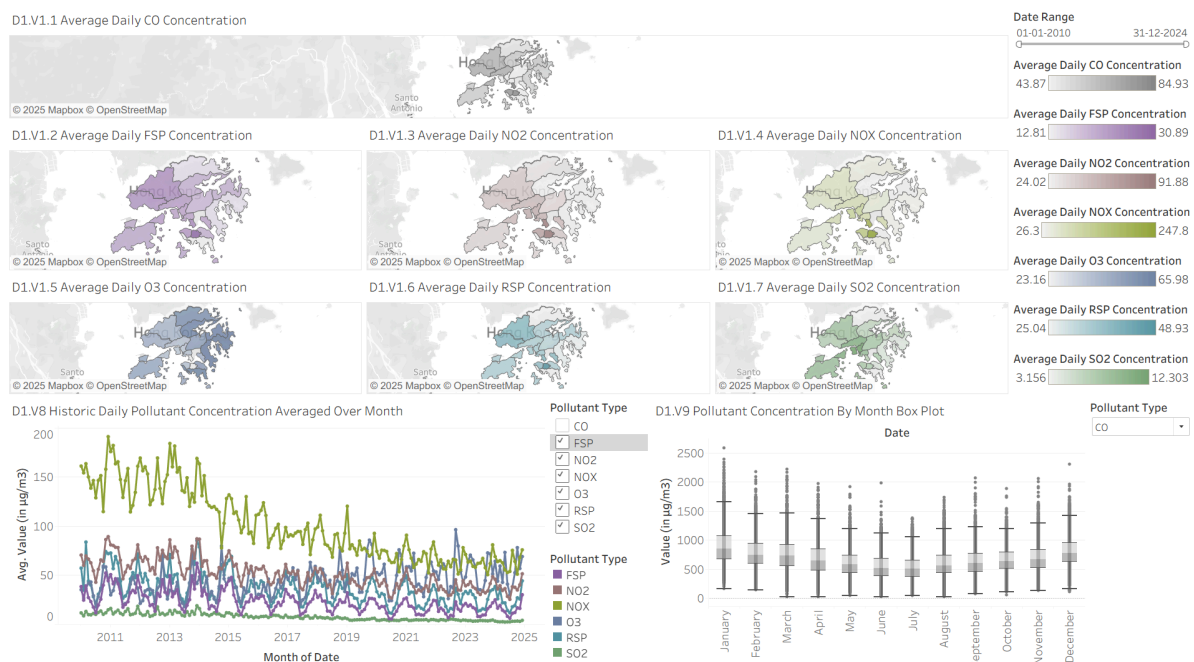 D1.V1.1 Average Daily CO Concentration
Santo
© 2025 Mapbox © OpenStreetMap
Date Range
01-01-2010 31-12-2024
Average Daily CO Concentration
43.87 84.93
Average Daily FSP Concentration
12.81 30.89
Average Daily NO2 Concentration
24.02 91.88
Average Daily NOX Concentration
26.3 247.8
Average Daily O3 Concentration
23.16 65.98
Average Daily RSP Concentration
25.04 48.93
Average Daily SO2 Concentration
3.156 12.303
D1.V1.2 Average Daily FSP Concentration
Santo
© 2025 Mapbox © OpenStreetMap
D1.V1.3 Average Daily NO2 Concentration
Santo
© 2025 Mapbox © OpenStreetMap
D1.V1.4 Average Daily NOX Concentration
© 2025 Mapbox © OpenStreetMap
D1.V1.5 Average Daily O3 Concentration
Santo
© 2025 Mapbox © OpenStreetMap
D1.V1.6 Average Daily RSP Concentration
Santo
© 2025 Mapbox © OpenStreetMap
D1.V1.7 Average Daily SO2 Concentration
Santo
© 2025 Mapbox © OpenStreetMap
D1.V8 Historic Daily Pollutant Concentration Averaged Over Month
Avg. Value (in µg/m3)
200
150
100
50
0
2011 2013 2015 2017 2019 2021 2023 2025
Month of Date
Pollutant Type
CO
FSP
NO2
NOX
O3
RSP
SO2
Pollutant Type
FSP
NO2
NOX
O3
RSP
SO2
D1.V9 Pollutant Concentration By Month Box Plot
Date
Value (in µg/m3)
2500
2000
1500
1000
500
0
January February March April May June July August eptember October November December
Pollutant Type
CO